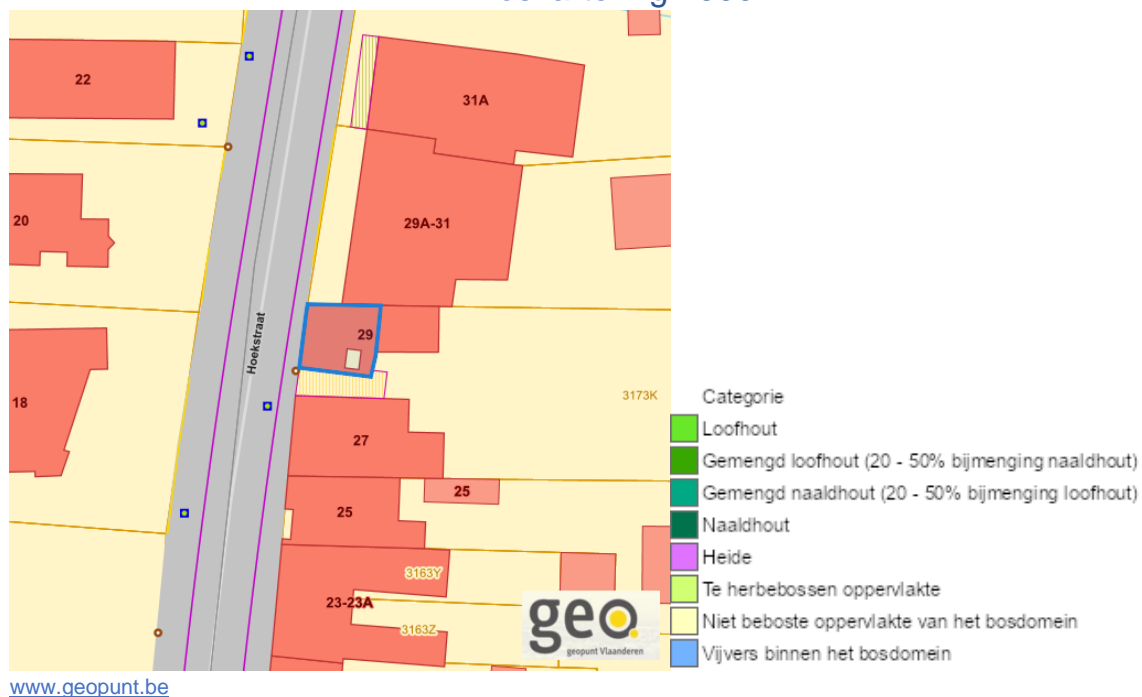 22
31A
20
29A-31
Hoekstraat
29
18
3173K
27
25
25
3163Y
23-23A
3163Z
geo
geopunt Vlaanderen
Categorie
Loofhout
Gemengd loofhout (20 - 50% bijmenging naaldhout)
Gemengd naaldhout (20 - 50% bijmenging loofhout)
Naaldhout
Heide
Te herbebossen oppervlakte
Niet beboste oppervlakte van het bosdomein
Vijvers binnen het bosdomein
www.geopunt.be